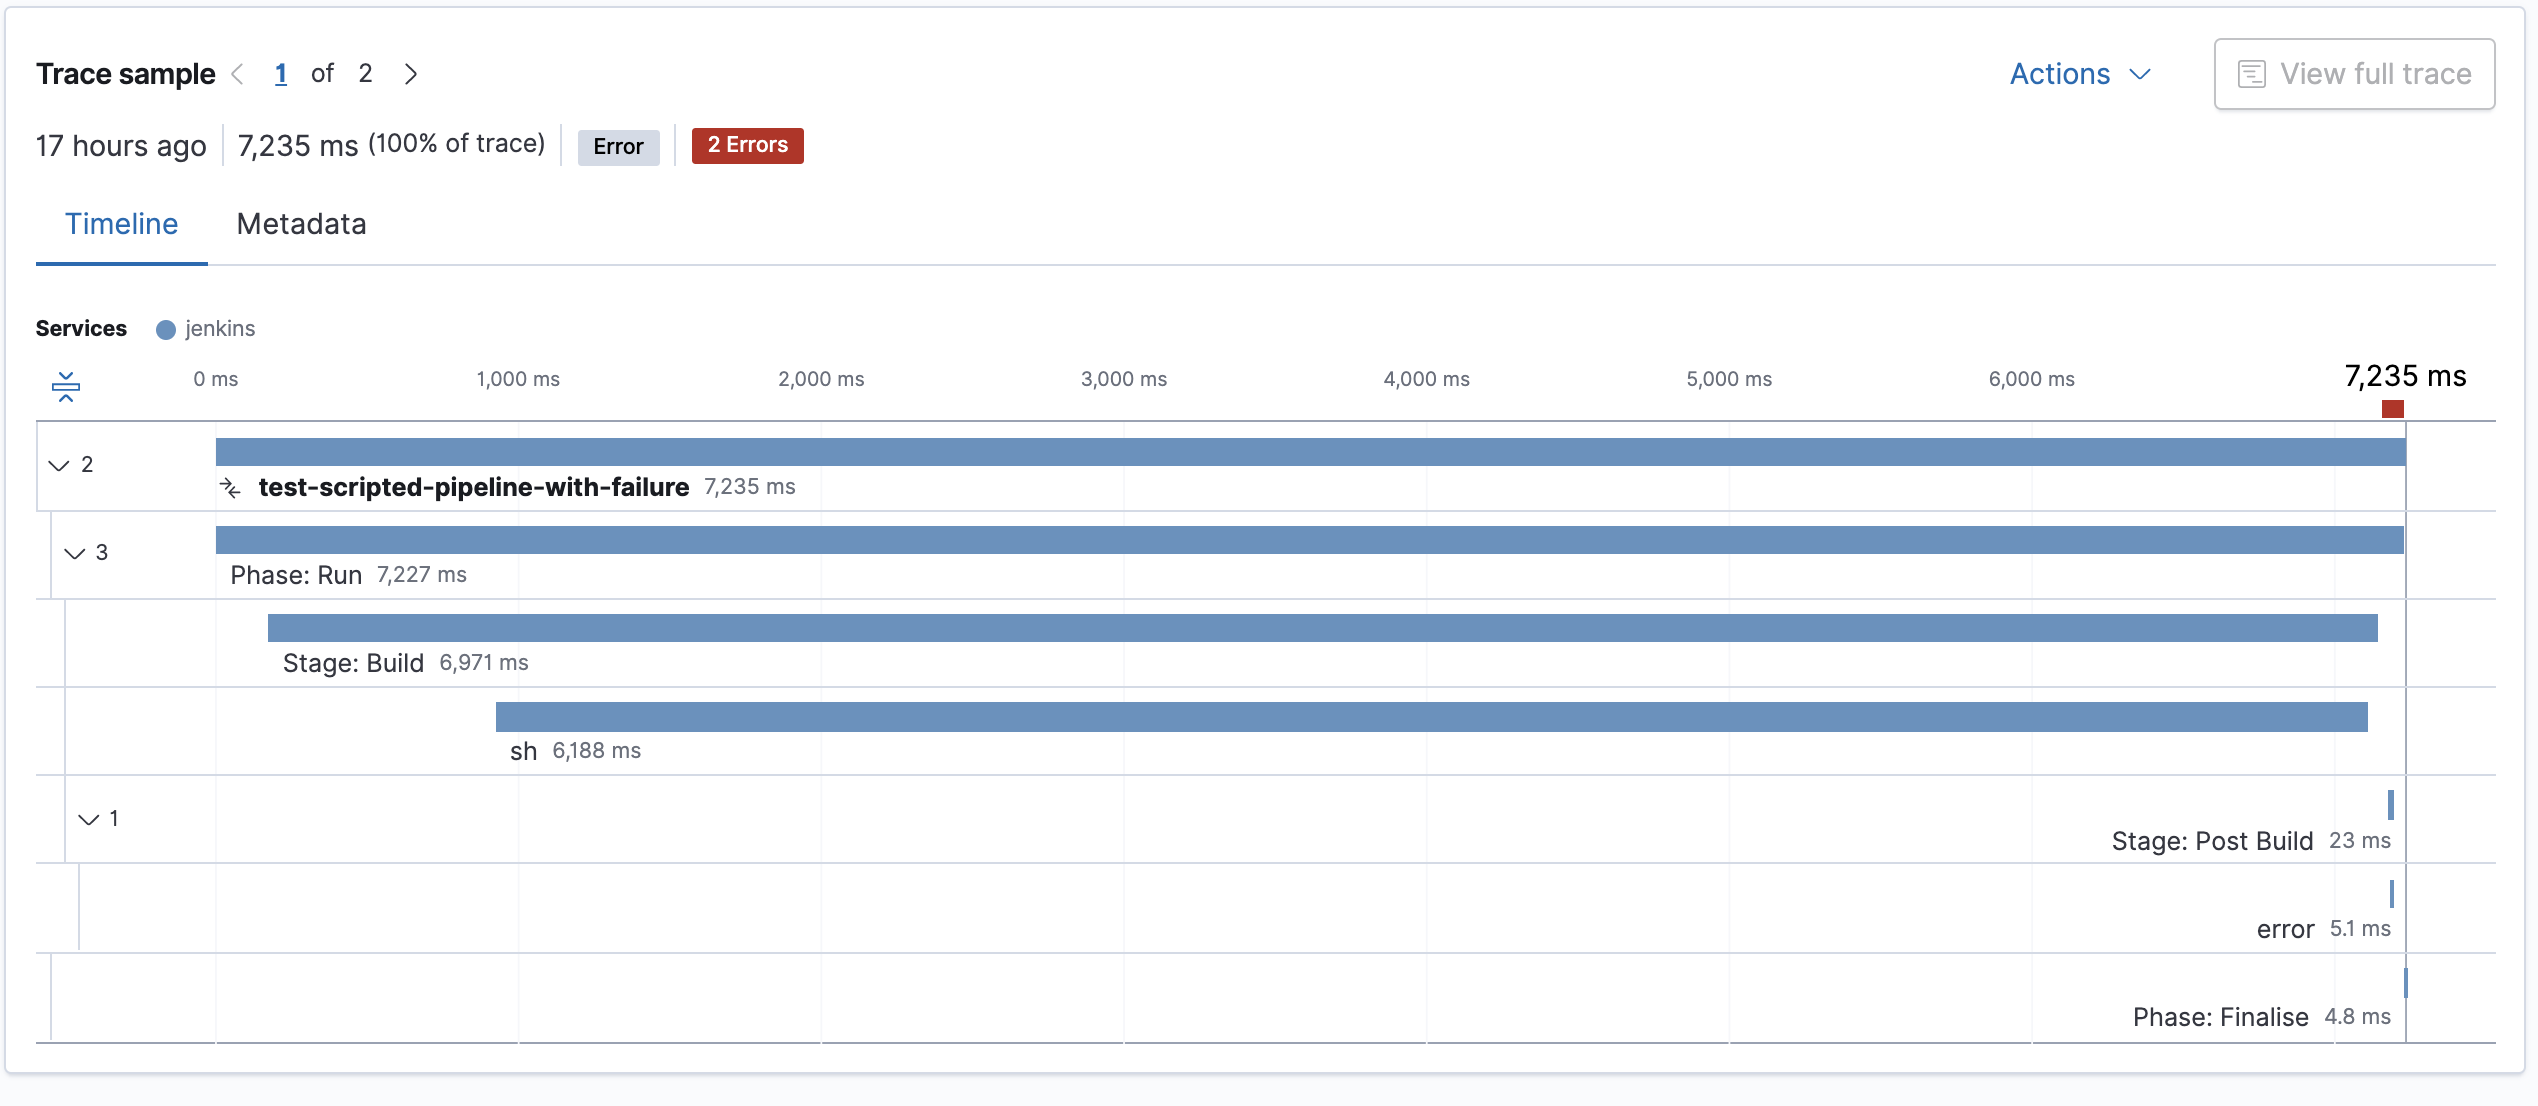 Trace sample 1 of 2
Actions
View full trace
17 hours ago 7,235 ms (100% of trace) Error 2 Errors
Timeline Metadata
Services jenkins
0 ms 1,000 ms 2,000 ms 3,000 ms 4,000 ms 5,000 ms 6,000 ms 7,235 ms
2
test-scripted-pipeline-with-failure 7,235 ms
3
Phase: Run 7,227 ms
Stage: Build 6,971 ms
sh 6,188 ms
1
Stage: Post Build 23 ms
error 5.1 ms
Phase: Finalise 4.8 ms